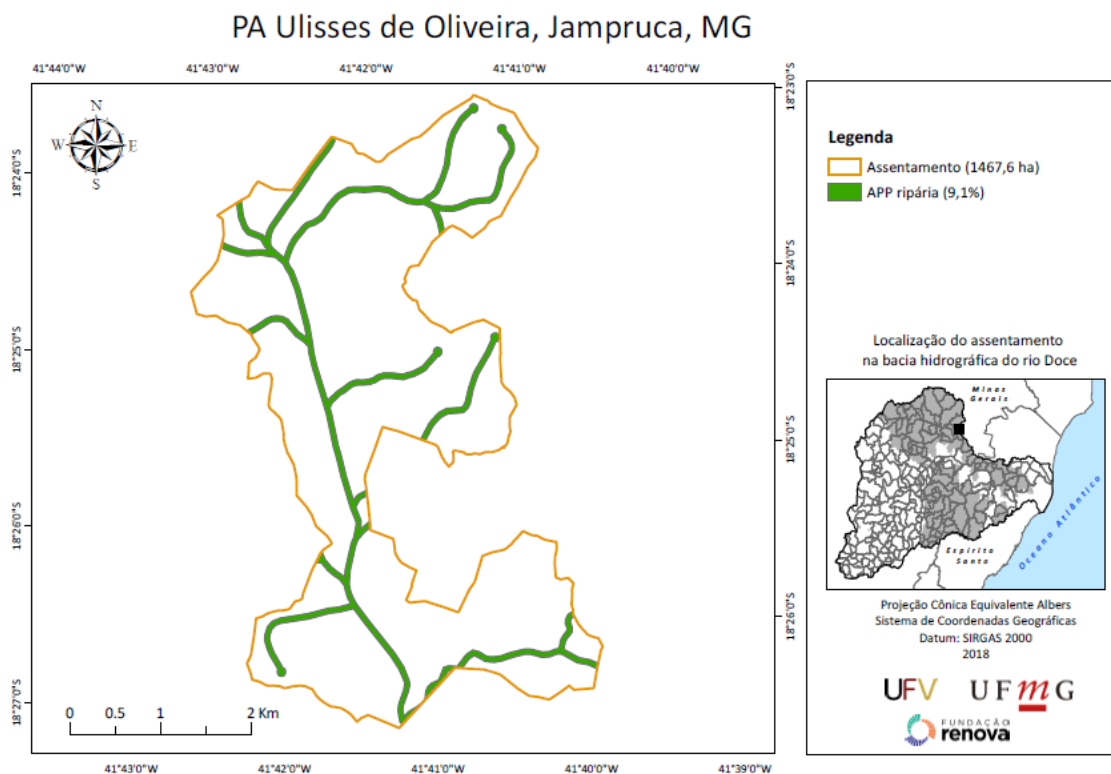 PA Ulisses de Oliveira, Jampruca, MG
41°44'0"W 41°43'0"W 41°42'0"W 41°41'0"W 41°40'0"W
18°23'0"S
18°24'0"S
18°24'0"S
18°25'0"S
18°25'0"S
18°26'0"S
18°26'0"S
18°27'0"S
N
W E
S
0 0.5 1 2 Km
41°43'0"W 41°42'0"W 41°41'0"W 41°40'0"W 41°39'0"W
Legenda
Assentamento (1467,6 ha)
APP ripária (9,1%)
Localização do assentamento
na bacia hidrográfica do rio Doce
Minas
Gerais
Espírito
Santo
Oceano Atlântico
Projeção Cônica Equivalente Albers
Sistema de Coordenadas Geográficas
Datum: SIRGAS 2000
2018
UFV UFmG
FUNDAÇÃO
renova